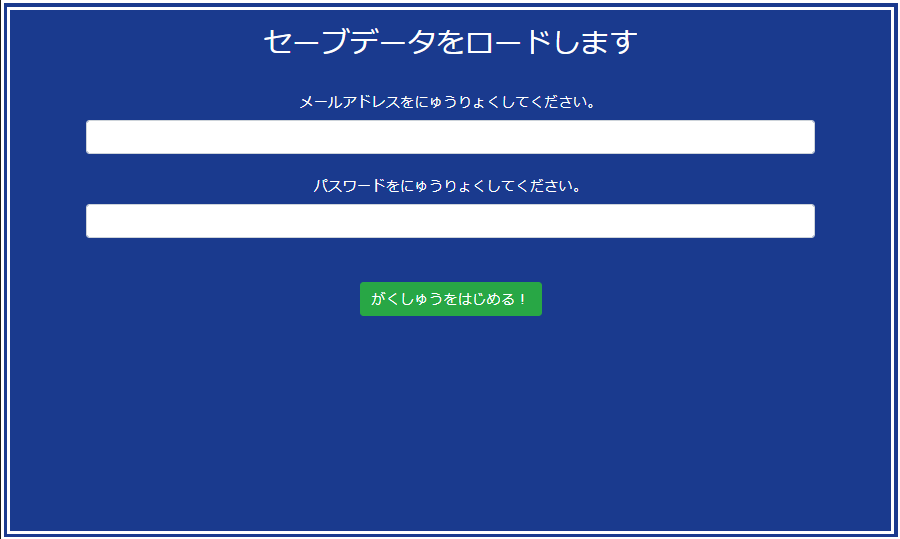 セーブデータをロードします
メールアドレスをにゅうりょくしてください。
パスワードをにゅうりょくしてください。
がくしゅうをはじめる！